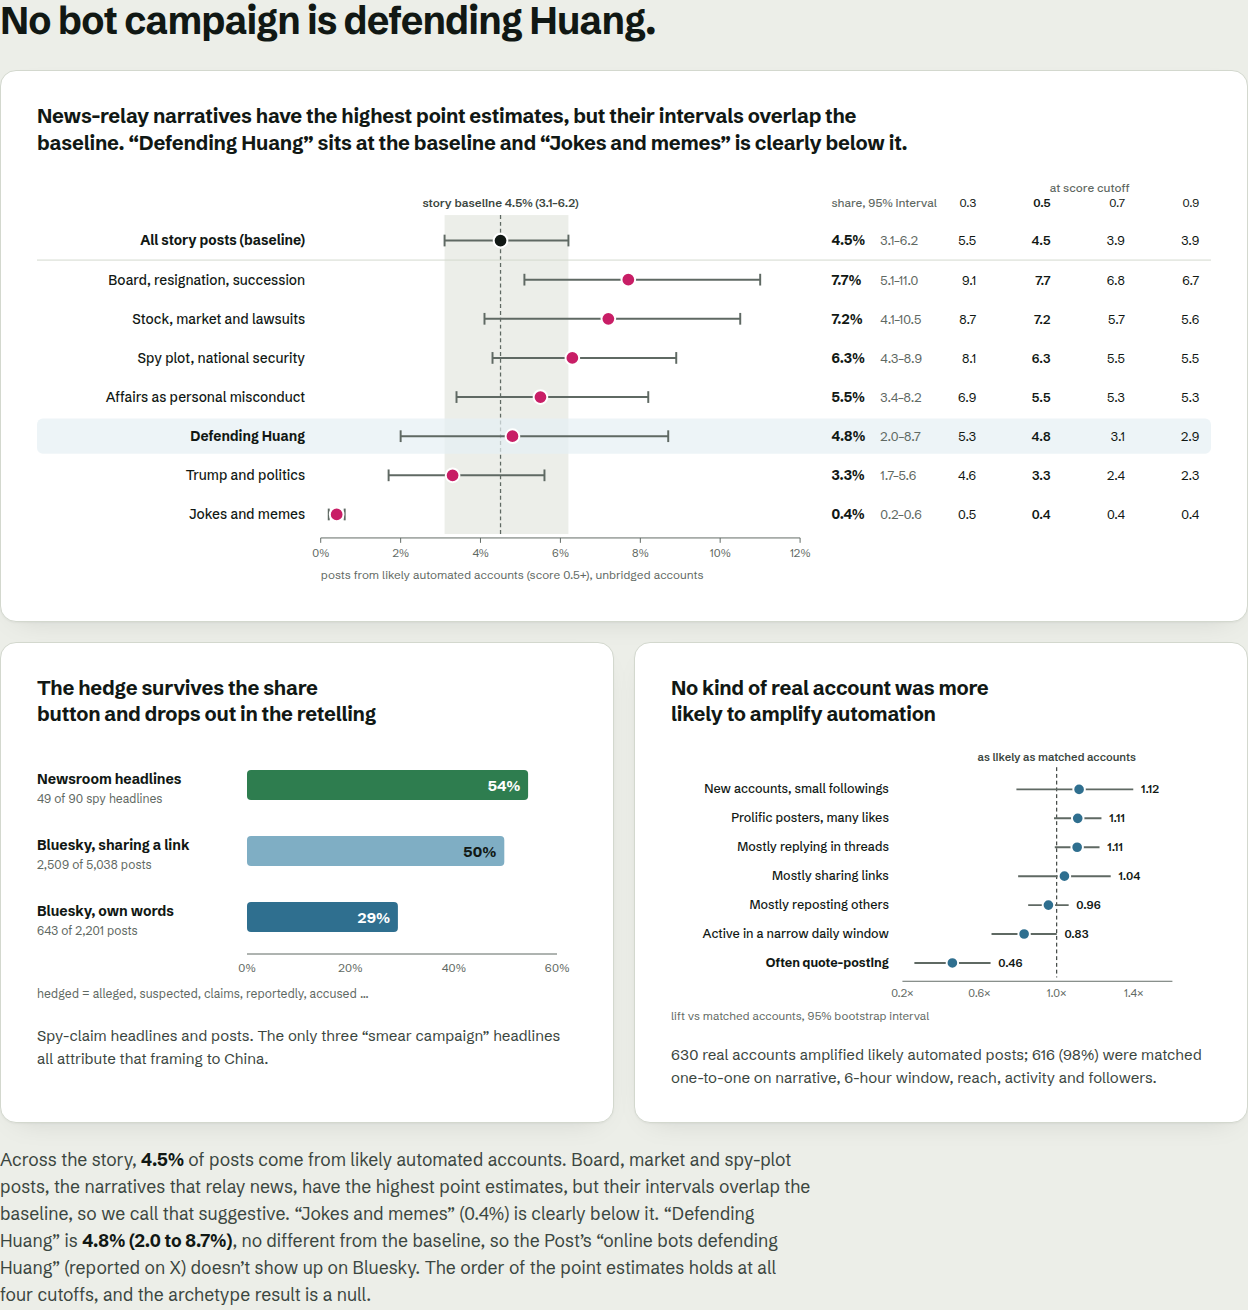 No bot campaign is defending Huang.
News-relay narratives have the highest point estimates, but their intervals overlap the
baseline. “Defending Huang” sits at the baseline and “Jokes and memes” is clearly below it.
at score cutoff
story baseline 4.5% (3.1-6.2) share, 95% interval 0.3 0.5 0.7 0.9
All story posts (baseline) 4.5% 3.1-6.2 5.5 4.5 3.9 3.9
Board, resignation, succession 7.7% 5.1-11.0 9.1 7.7 6.8 6.7
Stock, market and lawsuits 7.2% 4.1-10.5 8.7 7.2 5.7 5.6
Spy plot, national security 6.3% 4.3-8.9 8.1 6.3 5.5 5.5
Affairs as personal misconduct 5.5% 3.4-8.2 6.9 5.5 5.3 5.3
Defending Huang 4.8% 2.0-8.7 5.3 4.8 3.1 2.9
Trump and politics 3.3% 1.7-5.6 4.6 3.3 2.4 2.3
Jokes and memes 0.4% 0.2-0.6 0.5 0.4 0.4 0.4
0% 2% 4% 6% 8% 10% 12%
posts from likely automated accounts (score 0.5+), unbridged accounts
The hedge survives the share
button and drops out in the retelling
Newsroom headlines
49 of 90 spy headlines
54%
Bluesky, sharing a link
2,509 of 5,038 posts
50%
Bluesky, own words
643 of 2,201 posts
29%
0% 20% 40% 60%
hedged = alleged, suspected, claims, reportedly, accused ...
Spy-claim headlines and posts. The only three “smear campaign” headlines
all attribute that framing to China.
No kind of real account was more
likely to amplify automation
as likely as matched accounts
New accounts, small followings 1.12
Prolific posters, many likes 1.11
Mostly replying in threads 1.11
Mostly sharing links 1.04
Mostly reposting others 0.96
Active in a narrow daily window 0.83
Often quote-posting 0.46
0.2× 0.6× 1.0× 1.4×
lift vs matched accounts, 95% bootstrap interval
630 real accounts amplified likely automated posts; 616 (98%) were matched
one-to-one on narrative, 6-hour window, reach, activity and followers.
Across the story, 4.5% of posts come from likely automated accounts. Board, market and spy-plot
posts, the narratives that relay news, have the highest point estimates, but their intervals overlap the
baseline, so we call that suggestive. “Jokes and memes” (0.4%) is clearly below it. “Defending
Huang” is 4.8% (2.0 to 8.7%), no different from the baseline, so the Post’s “online bots defending
Huang” (reported on X) doesn’t show up on Bluesky. The order of the point estimates holds at all
four cutoffs, and the archetype result is a null.